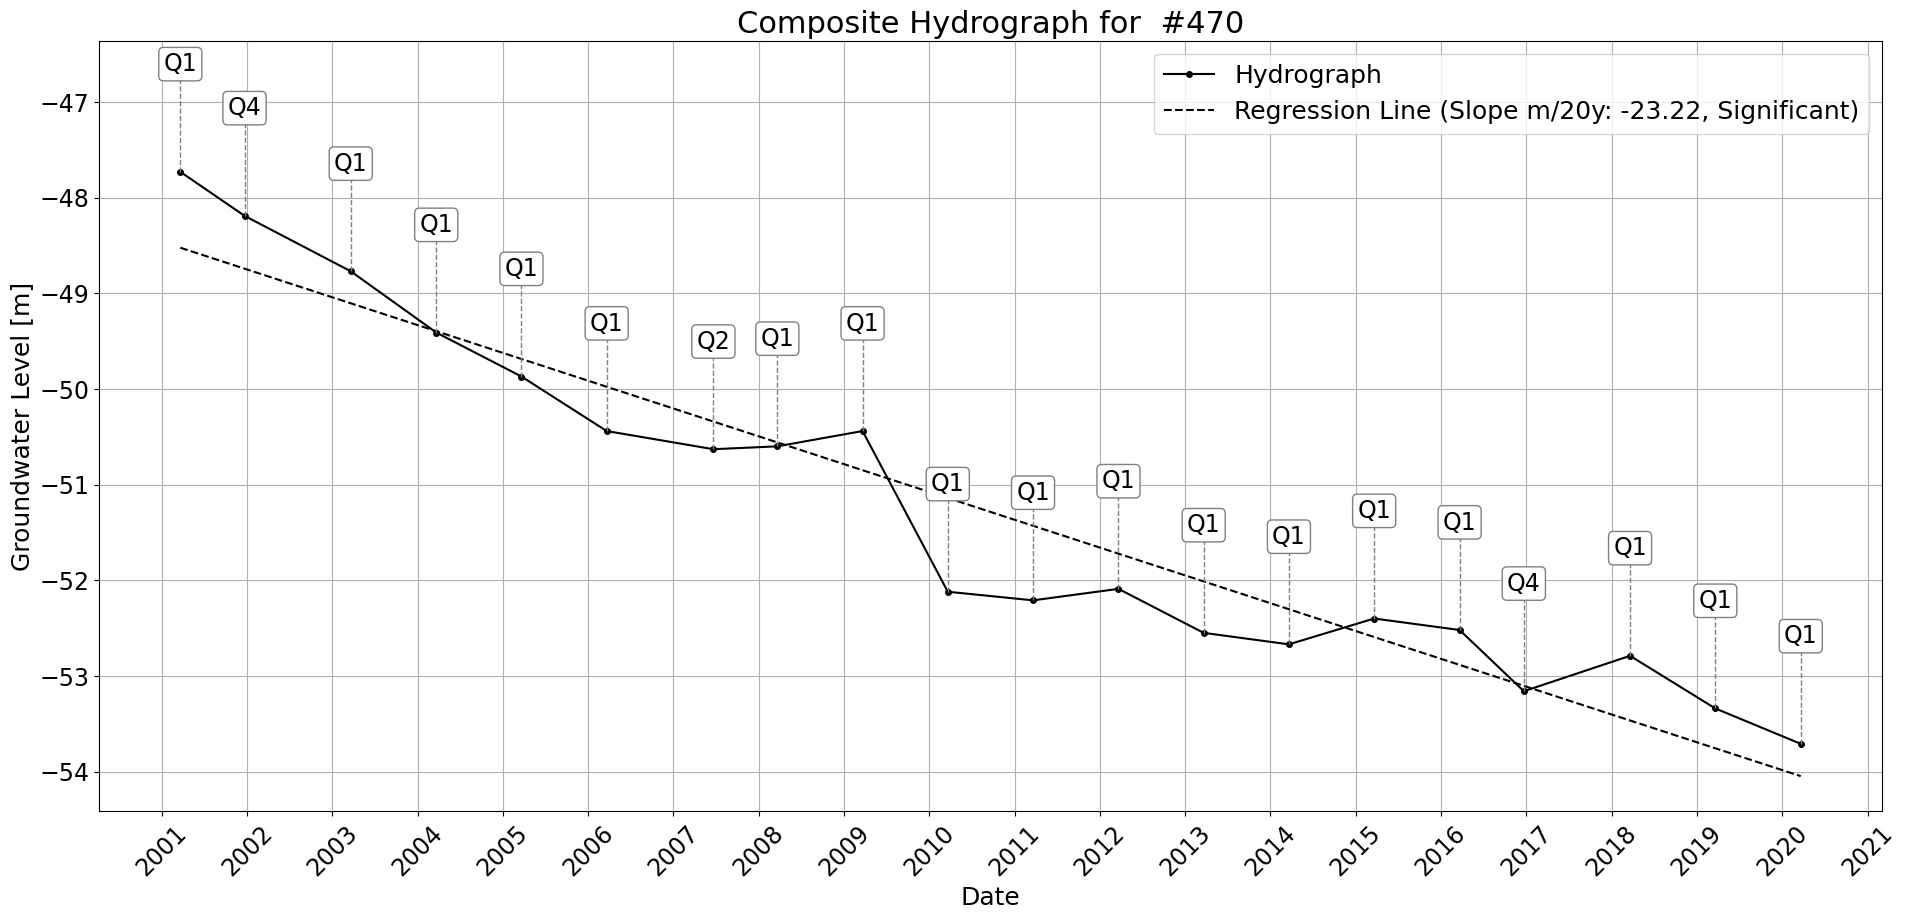 Composite Hydrograph for  #470
Hydrograph
Regression Line (Slope m/20y: -23.22, Significant)
Q1
Q4
Q1
Q1
Q1
Q1
Q2
Q1
Q1
Q1
Q1
Q1
Q1
Q1
Q1
Q1
Q4
Q1
Q1
Q1
Groundwater Level [m]
−47
−48
−49
−50
−51
−52
−53
−54
2001
2002
2003
2004
2005
2006
2007
2008
2009
2010
2011
2012
2013
2014
2015
2016
2017
2018
2019
2020
2021
Date